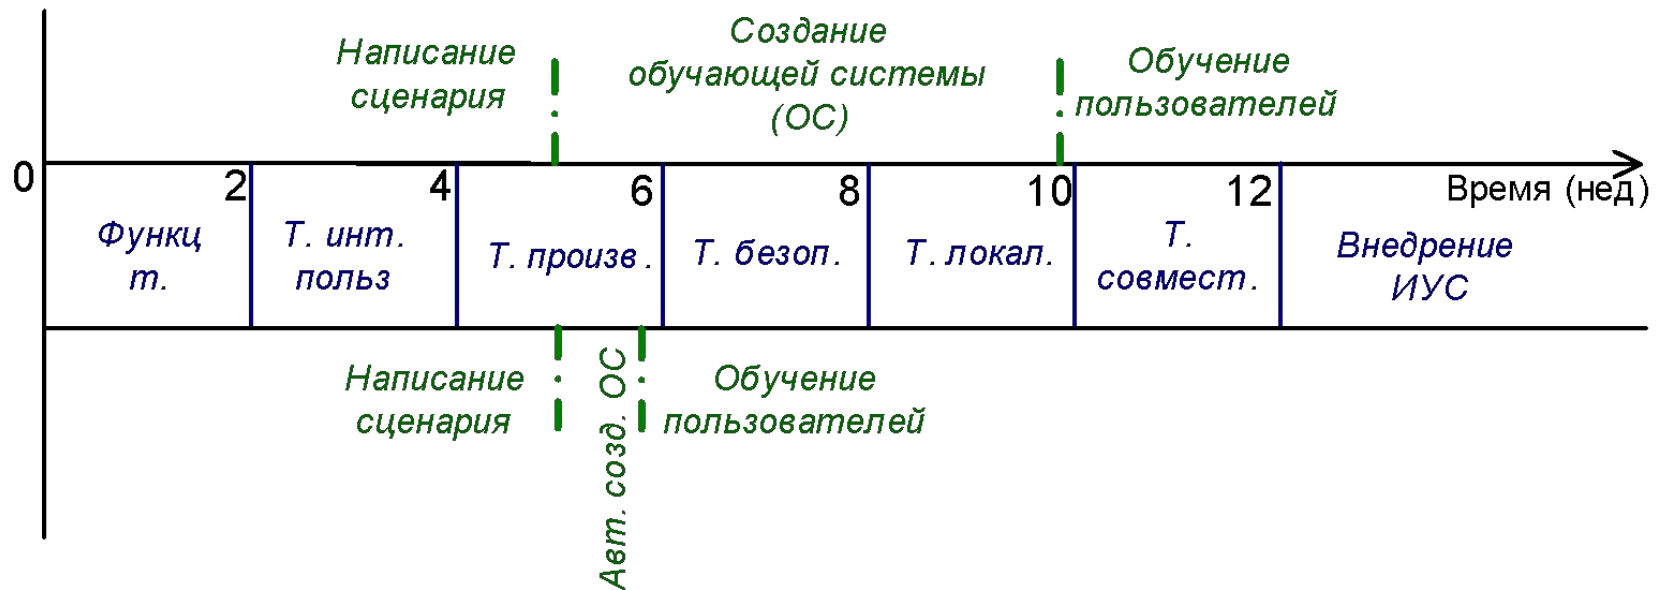 Написание
сценария
Создание
обучающей системы
(ОС)
Обучение
пользователей
0
2
4
6
8
10
12
Время (нед)
Функц
т.
Т. инт.
польз
Т. произв.
Т. безоп.
Т. локал.
Т.
совмест.
Внедрение
ИУС
Написание
сценария
Авт. созд. ОС
Обучение
пользователей